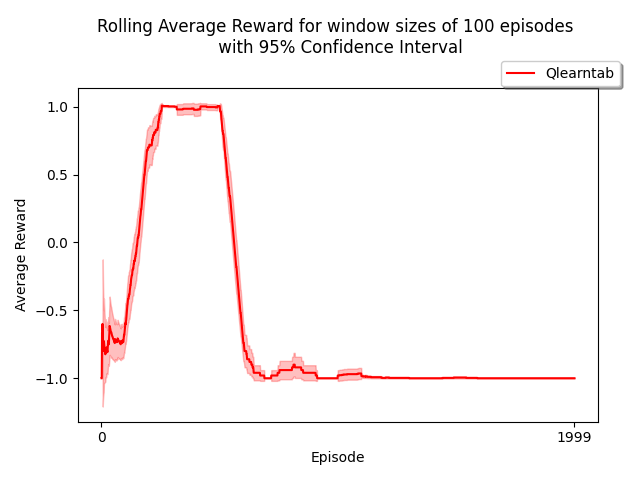 Rolling Average Reward for window sizes of 100 episodes
with 95% Confidence Interval
Qlearntab
1.0
0.5
0.0
−0.5
−1.0
Average Reward
0
1999
Episode